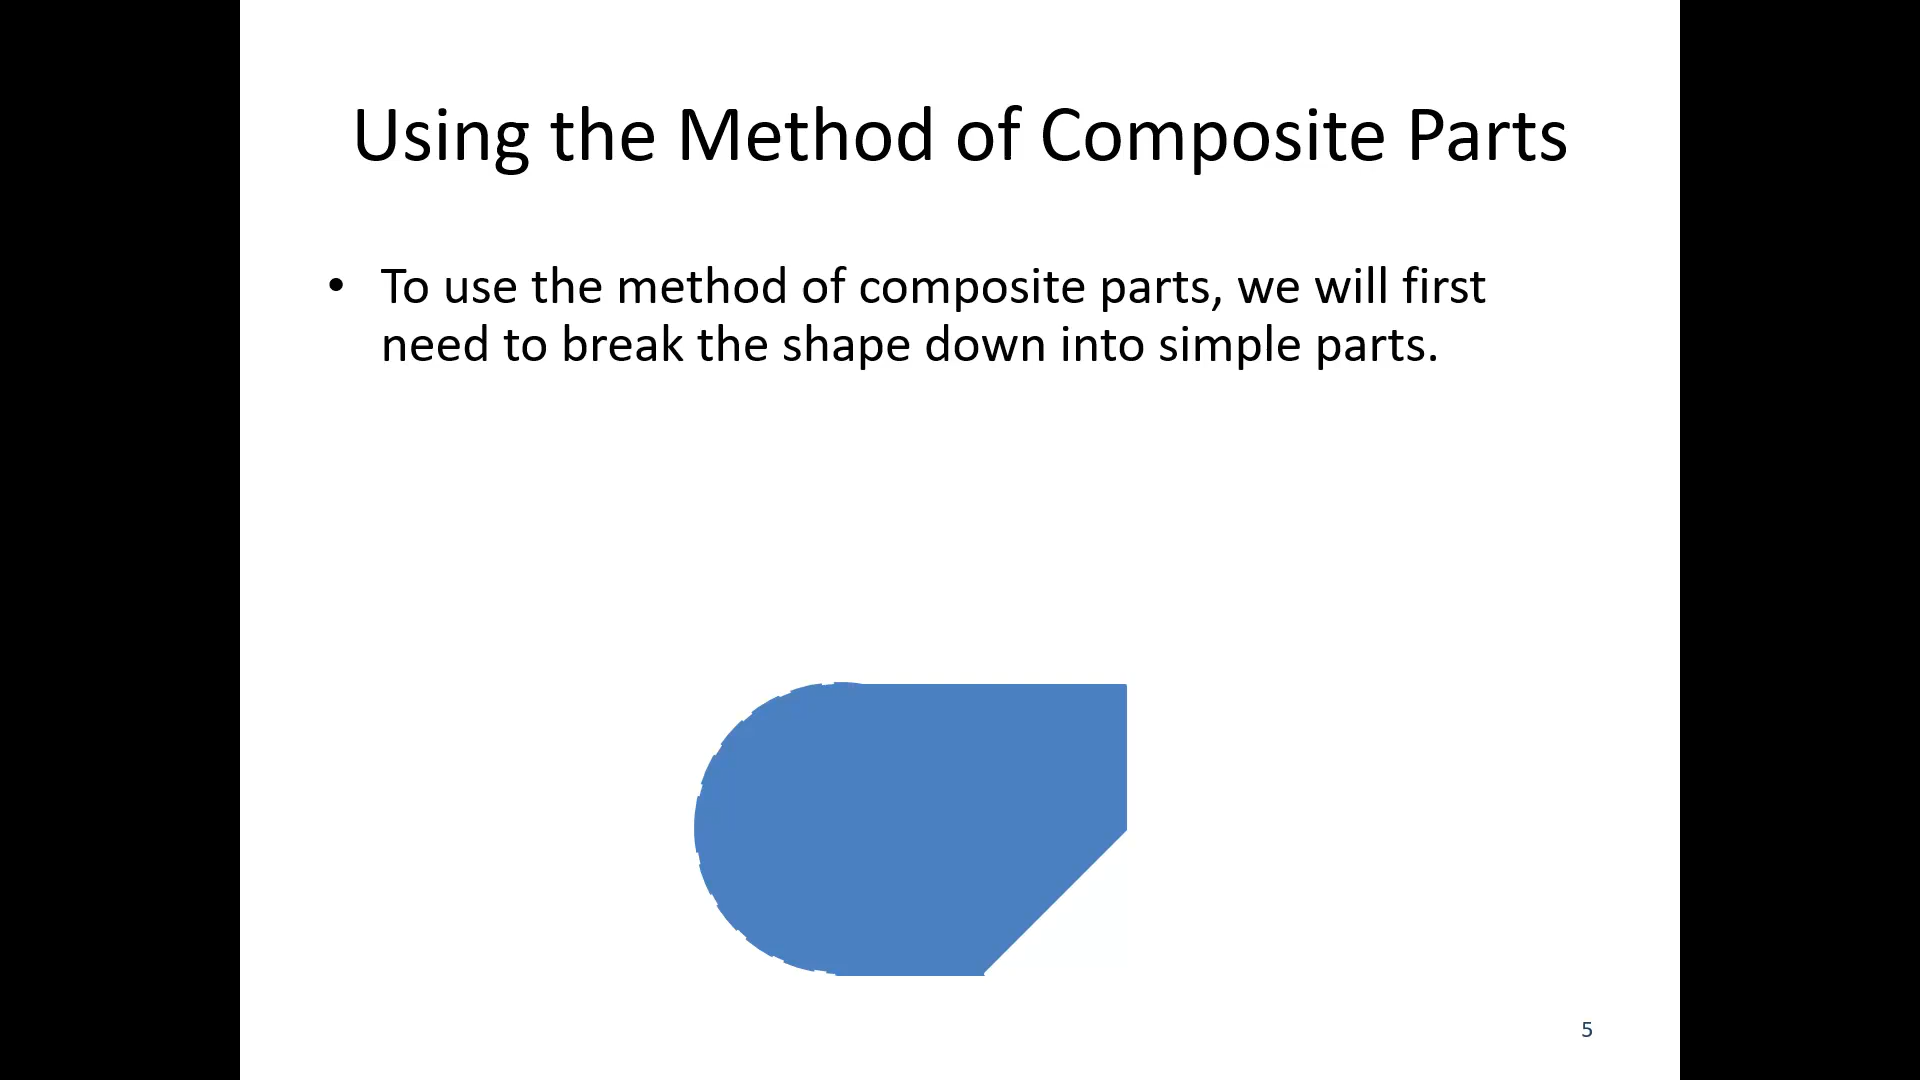 Using the Method of Composite Parts
• To use the method of composite parts, we will first
need to break the shape down into simple parts.
5